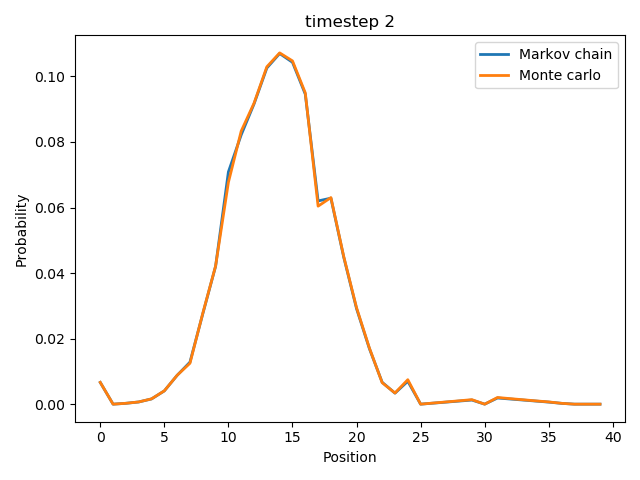 timestep 2
Markov chain
Monte carlo
Probability
0.10
0.08
0.06
0.04
0.02
0.00
0 5 10 15 20 25 30 35 40
Position